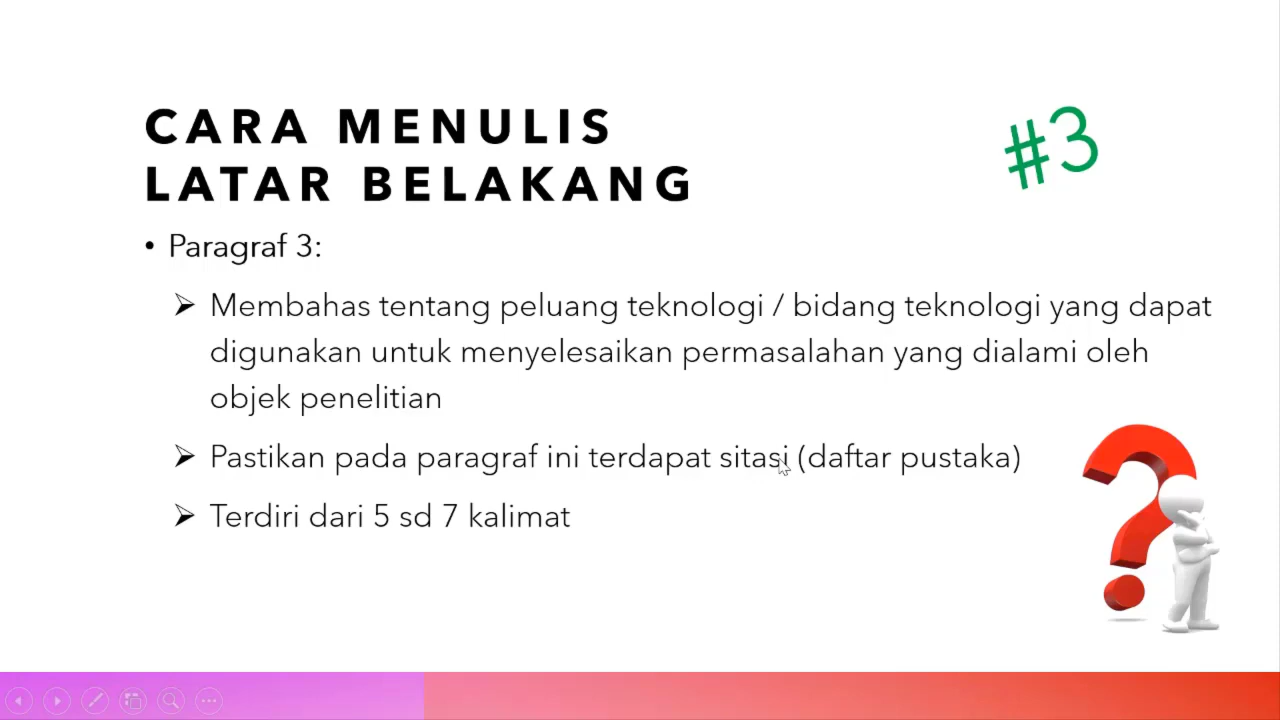 CARA MENULIS
LATAR BELAKANG
#3
• Paragraf 3:
➢ Membahas tentang peluang teknologi / bidang teknologi yang dapat
digunakan untuk menyelesaikan permasalahan yang dialami oleh
objek penelitian
➢ Pastikan pada paragraf ini terdapat sitasi (daftar pustaka)
➢ Terdiri dari 5 sd 7 kalimat